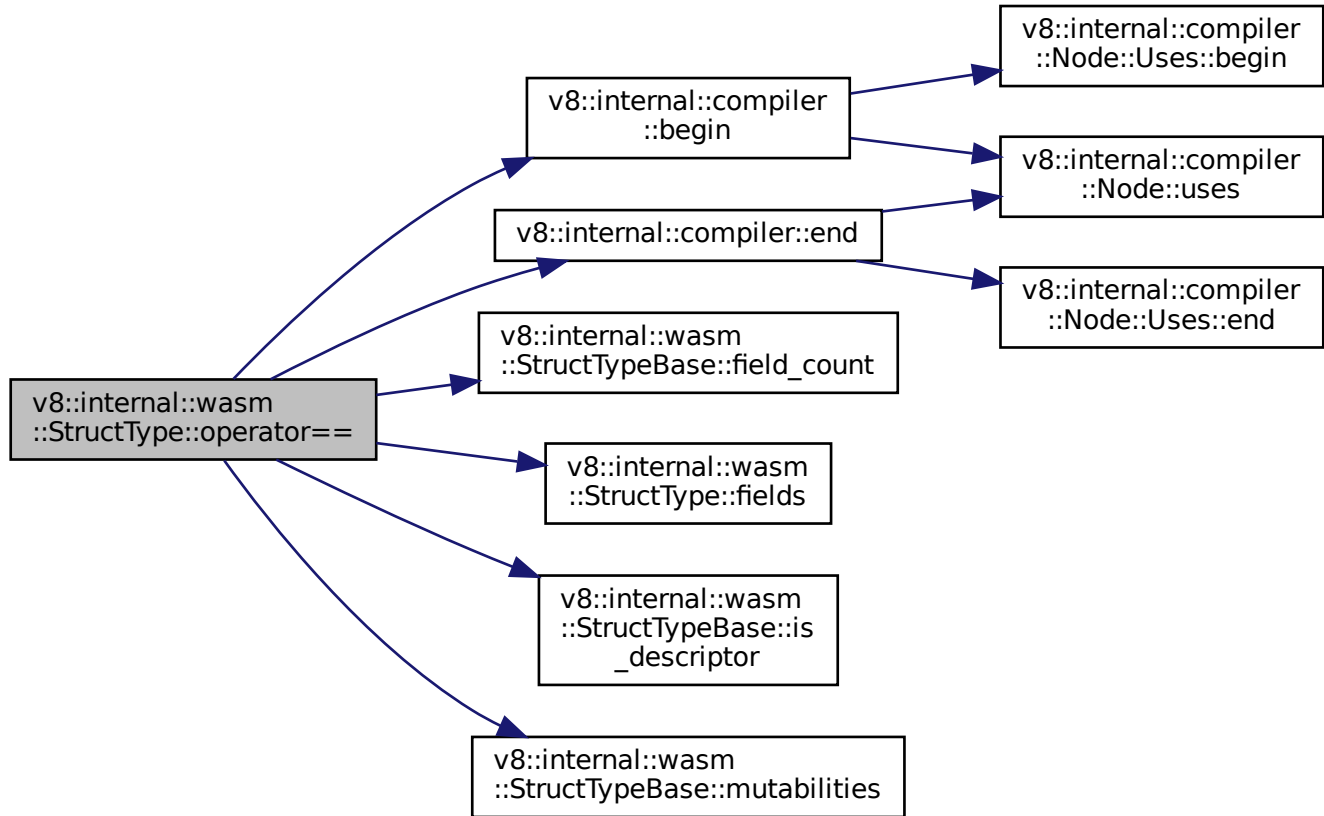 v8::internal::wasm
::StructType::operator==
v8::internal::compiler
::begin
v8::internal::compiler::end
v8::internal::wasm
::StructTypeBase::field_count
v8::internal::wasm
::StructType::fields
v8::internal::wasm
::StructTypeBase::is
_descriptor
v8::internal::wasm
::StructTypeBase::mutabilities
v8::internal::compiler
::Node::Uses::begin
v8::internal::compiler
::Node::uses
v8::internal::compiler
::Node::Uses::end